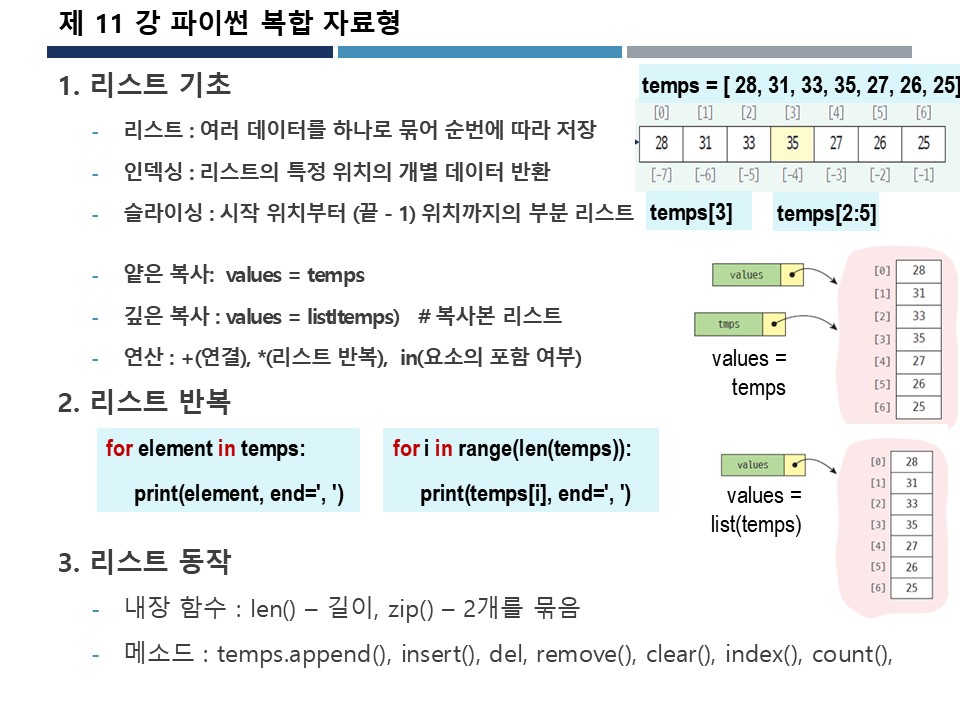 제 11 강 파이썬 복합 자료형
1. 리스트 기초
- 리스트 : 여러 데이터를 하나로 묶어 순번에 따라 저장
- 인덱싱 : 리스트의 특정 위치의 개별 데이터 반환
- 슬라이싱 : 시작 위치부터 (끝 - 1) 위치까지의 부분 리스트
temps = [ 28, 31, 33, 35, 27, 26, 25]
[0] [1] [2] [3] [4] [5] [6]
28 31 33 35 27 26 25
[-7] [-6] [-5] [-4] [-3] [-2] [-1]
temps[3] temps[2:5]
- 얕은 복사: values = temps
- 깊은 복사 : values = listltemps) # 복사본 리스트
- 연산 : +(연결), *(리스트 반복), in(요소의 포함 여부)
values
tmps
values =
temps
[0] 28
[1] 31
[2] 33
[3] 35
[4] 27
[5] 26
[6] 25
2. 리스트 반복
for element in temps:
print(element, end=', ')
for i in range(len(temps)):
print(temps[i], end=', ')
values
values =
list(temps)
[0] 28
[1] 31
[2] 33
[3] 35
[4] 27
[5] 26
[6] 25
3. 리스트 동작
- 내장 함수 : len() – 길이, zip() – 2개를 묶음
- 메소드 : temps.append(), insert(), del, remove(), clear(), index(), count(),